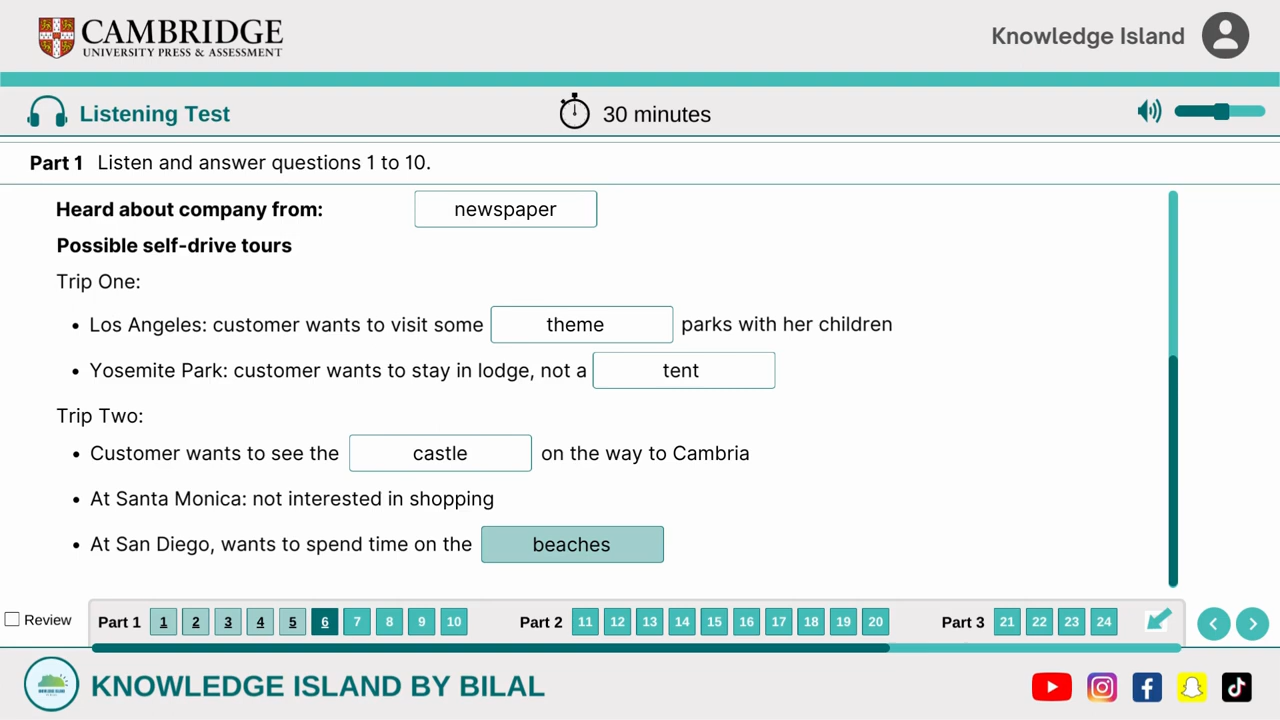 CAMBRIDGE
UNIVERSITY PRESS & ASSESSMENT
Knowledge Island
Listening Test
30 minutes
Part 1 Listen and answer questions 1 to 10.
Heard about company from: newspaper
Possible self-drive tours
Trip One:
• Los Angeles: customer wants to visit some theme parks with her children
• Yosemite Park: customer wants to stay in lodge, not a tent
Trip Two:
• Customer wants to see the castle on the way to Cambria
• At Santa Monica: not interested in shopping
• At San Diego, wants to spend time on the beaches
Review Part 1 1 2 3 4 5 6 7 8 9 10 Part 2 11 12 13 14 15 16 17 18 19 20 Part 3 21 22 23 24
KNOWLEDGE ISLAND BY BILAL